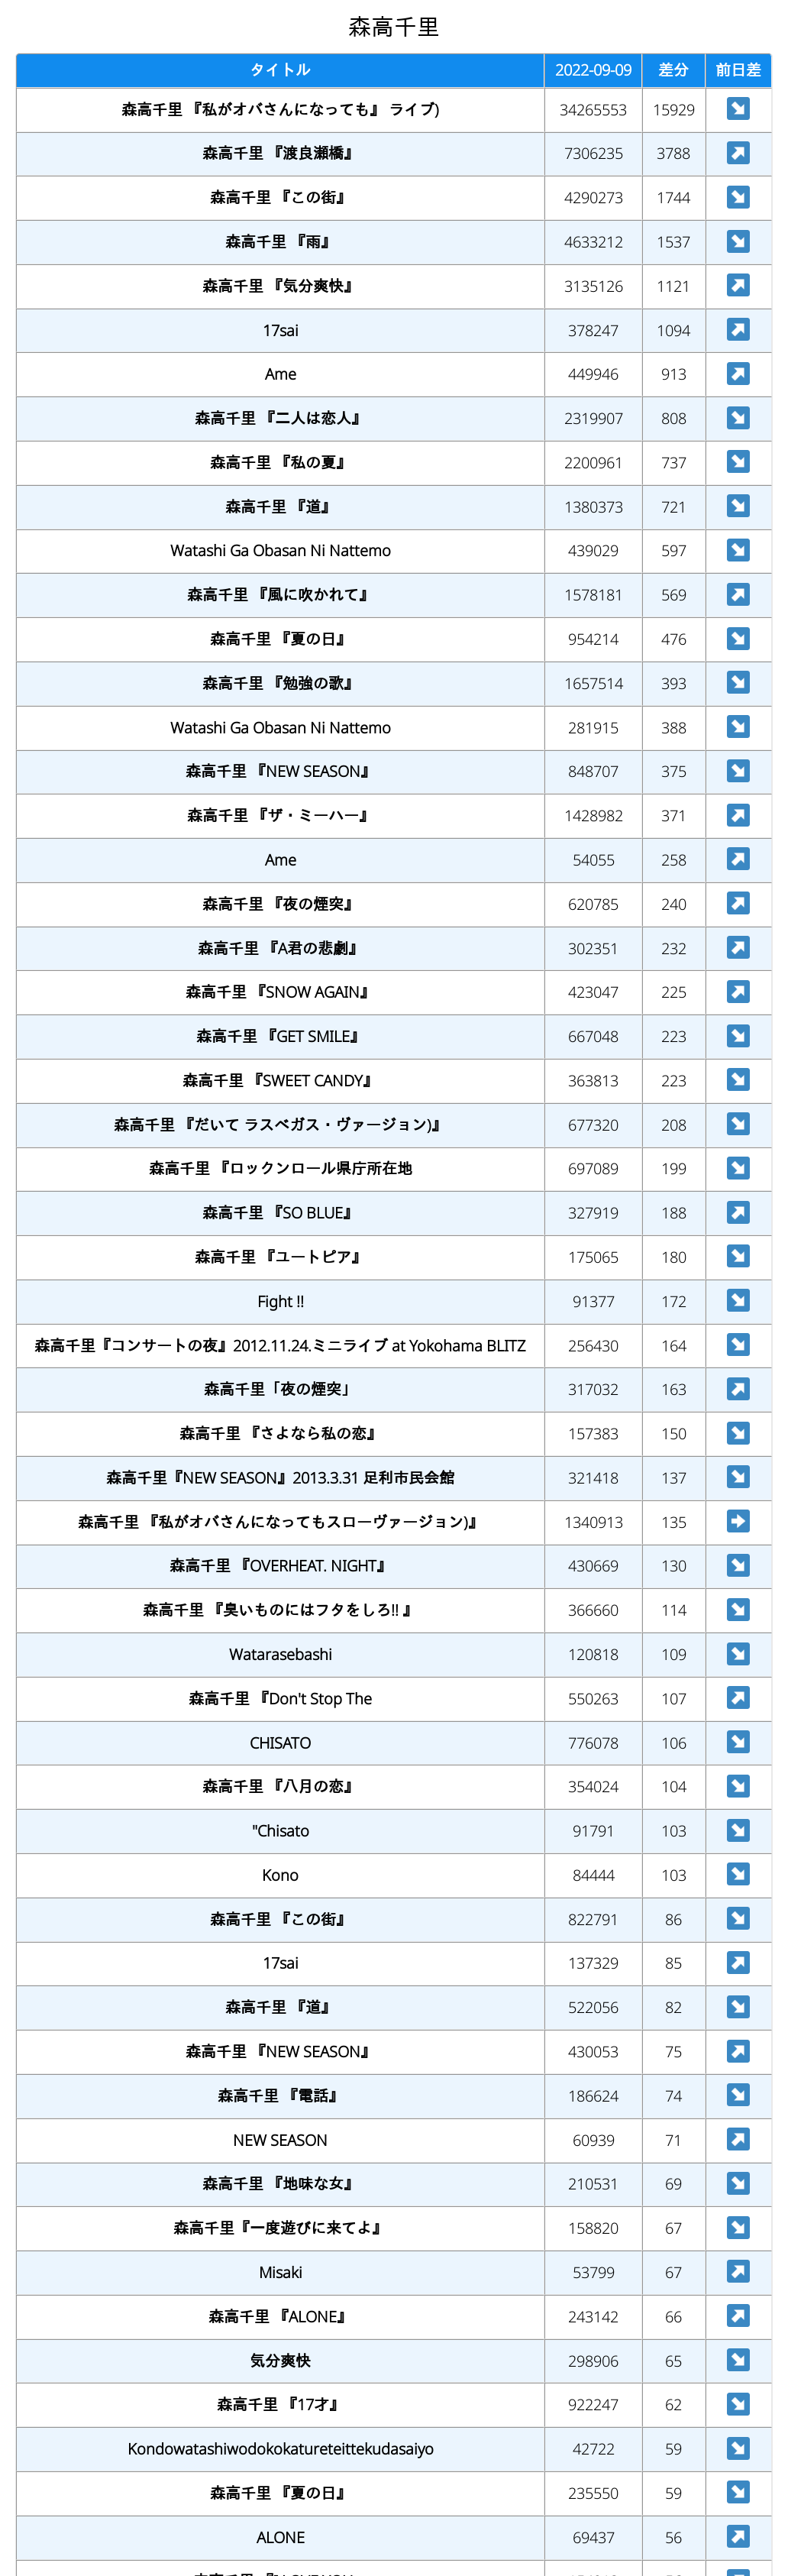 森高千里
タイトル 2022-09-09 差分 前日差
森高千里 『私がオバさんになっても』 ライブ) 34265553 15929
森高千里 『渡良瀬橋』 7306235 3788
森高千里 『この街』 4290273 1744
森高千里 『雨』 4633212 1537
森高千里 『気分爽快』 3135126 1121
17sai 378247 1094
Ame 449946 913
森高千里 『二人は恋人』 2319907 808
森高千里 『私の夏』 2200961 737
森高千里 『道』 1380373 721
Watashi Ga Obasan Ni Nattemo 439029 597
森高千里 『風に吹かれて』 1578181 569
森高千里 『夏の日』 954214 476
森高千里 『勉強の歌』 1657514 393
Watashi Ga Obasan Ni Nattemo 281915 388
森高千里 『NEW SEASON』 848707 375
森高千里 『ザ・ミーハー』 1428982 371
Ame 54055 258
森高千里 『夜の煙突』 620785 240
森高千里 『A君の悲劇』 302351 232
森高千里 『SNOW AGAIN』 423047 225
森高千里 『GET SMILE』 667048 223
森高千里 『SWEET CANDY』 363813 223
森高千里 『だいて ラスベガス・ヴァージョン)』 677320 208
森高千里 『ロックンロール県庁所在地 697089 199
森高千里 『SO BLUE』 327919 188
森高千里 『ユートピア』 175065 180
Fight !! 91377 172
森高千里『コンサートの夜』2012.11.24.ミニライブ at Yokohama BLITZ 256430 164
森高千里「夜の煙突」 317032 163
森高千里 『さよなら私の恋』 157383 150
森高千里『NEW SEASON』2013.3.31 足利市民会館 321418 137
森高千里 『私がオバさんになってもスローヴァージョン)』 1340913 135
森高千里 『OVERHEAT. NIGHT』 430669 130
森高千里 『臭いものにはフタをしろ!! 』 366660 114
Watarasebashi 120818 109
森高千里 『Don't Stop The 550263 107
CHISATO 776078 106
森高千里 『八月の恋』 354024 104
"Chisato 91791 103
Kono 84444 103
森高千里 『この街』 822791 86
17sai 137329 85
森高千里 『道』 522056 82
森高千里 『NEW SEASON』 430053 75
森高千里 『電話』 186624 74
NEW SEASON 60939 71
森高千里 『地味な女』 210531 69
森高千里『一度遊びに来てよ』 158820 67
Misaki 53799 67
森高千里 『ALONE』 243142 66
気分爽快 298906 65
森高千里 『17才』 922247 62
Kondowatashiwodokokatureteittekudasaiyo 42722 59
森高千里 『夏の日』 235550 59
ALONE 69437 56